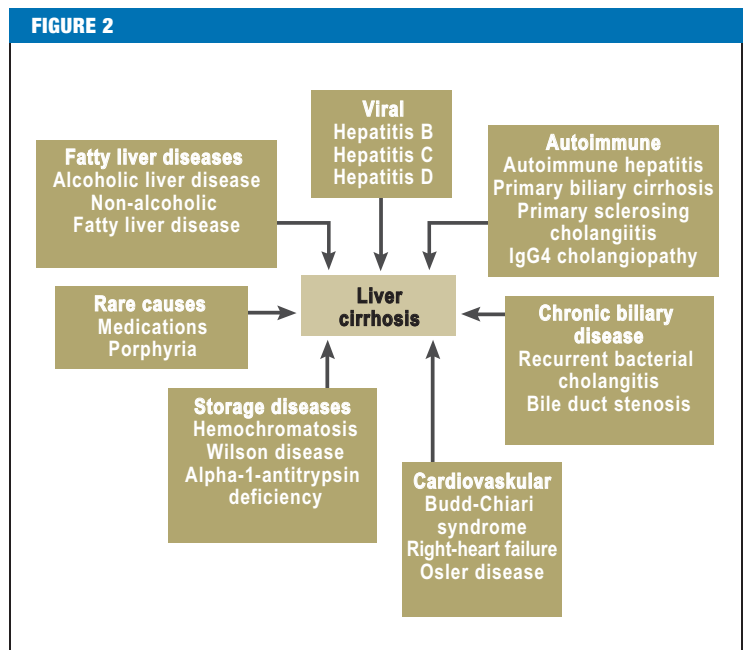 FIGURE 2
Viral
Hepatitis B
Hepatitis C
Hepatitis D
Fatty liver diseases
Alcoholic liver disease
Non-alcoholic
Fatty liver disease
Autoimmune
Autoimmune hepatitis
Primary biliary cirrhosis
Primary sclerosing
cholangiitis
IgG4 cholangiopathy
Liver
cirrhosis
Rare causes
Medications
Porphyria
Chronic biliary
disease
Recurrent bacterial
cholangitis
Bile duct stenosis
Storage diseases
Hemochromatosis
Wilson disease
Alpha-1-antitrypsin
deficiency
Cardiovaskular
Budd-Chiari
syndrome
Right-heart failure
Osler disease